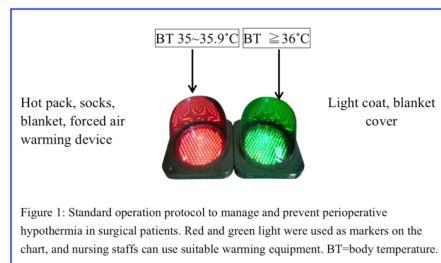 BT 35~35.9˚C
BT ≧36˚C
Hot pack, socks,
blanket, forced air
warming device
Light coat, blanket
cover
Figure 1: Standard operation protocol to manage and prevent perioperative
hypothermia in surgical patients. Red and green light were used as markers on the
chart, and nursing staffs can use suitable warming equipment. BT=body temperature.